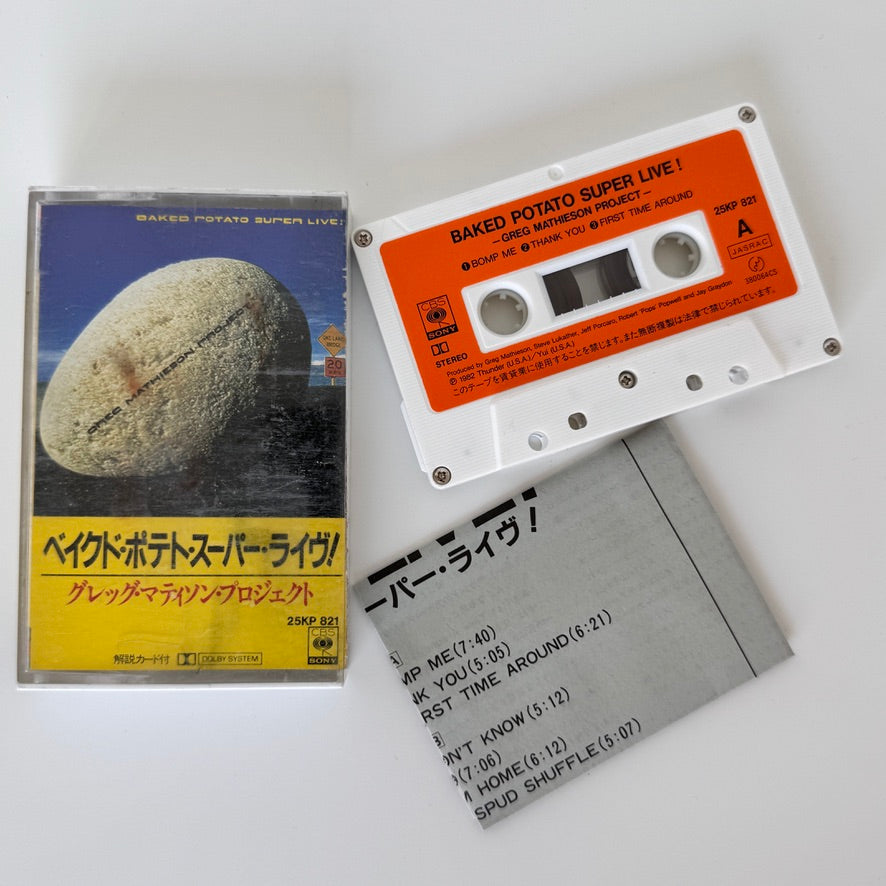 BAKED POTATO SUPER LIVE!
GREG MATHIESON PROJECT
ONE LANE
BRIDGE
20
ベイクド・ポテト・スーパー・ライヴ!
グレッグ・マティソン・プロジェクト
25KP 821
解説カード付 DOLBY SYSTEM
CBS
SONY
BAKED POTATO SUPER LIVE!
—GREG MATHIESON PROJECT—
❶BOMP ME ❷THANK YOU ❸FIRST TIME AROUND
25KP 821
A
JASRAC
CBS
SONY
STEREO
Produced by Greg Mathieson, Steve Lukather, Jeff Porcaro, Robert "Pops" Popwell and Jay Graydon
℗ 1982 Thunder (U.S.A.)/Yui (U.S.A.)
このテープを賃貸業に使用することを禁じます。また無断複製は法律で禁じられています。
ーパー・ライヴ!
MP ME(7:40)
NK YOU(5:05)
RST TIME AROUND(6:21)
ON'T KNOW(5:12)
(7:06)
HOME(6:12)
SPUD SHUFFLE(5:07)